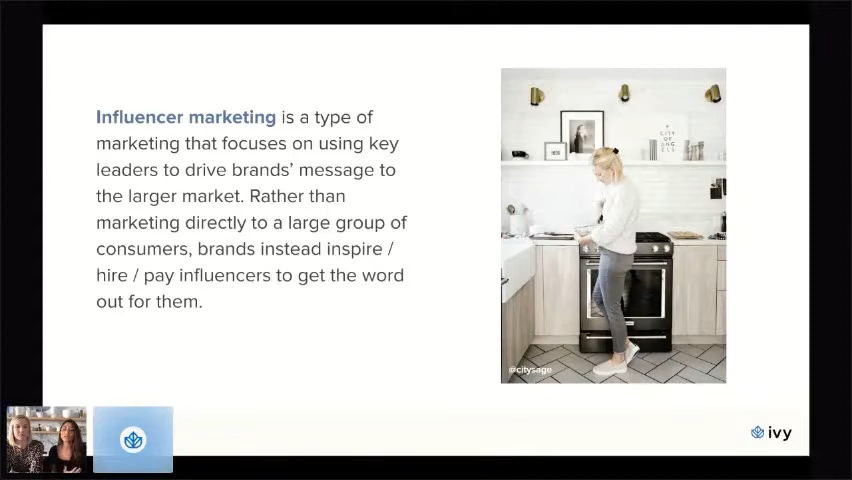 Influencer marketing is a type of
marketing that focuses on using key
leaders to drive brands’ message to
the larger market. Rather than
marketing directly to a large group of
consumers, brands instead inspire /
hire / pay influencers to get the word
out for them.
CITY
OF
ANG
ELS
@citysage
ivy